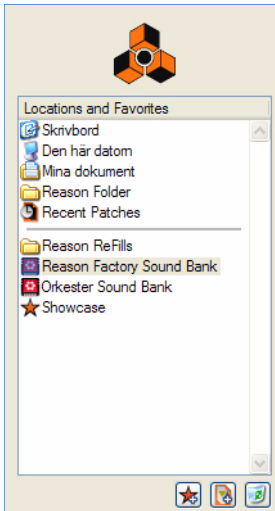 Locations and Favorites
Skrivbord
Den här datorn
Mina dokument
Reason Folder
Recent Patches
Reason ReFills
Reason Factory Sound Bank
Orkester Sound Bank
Showcase